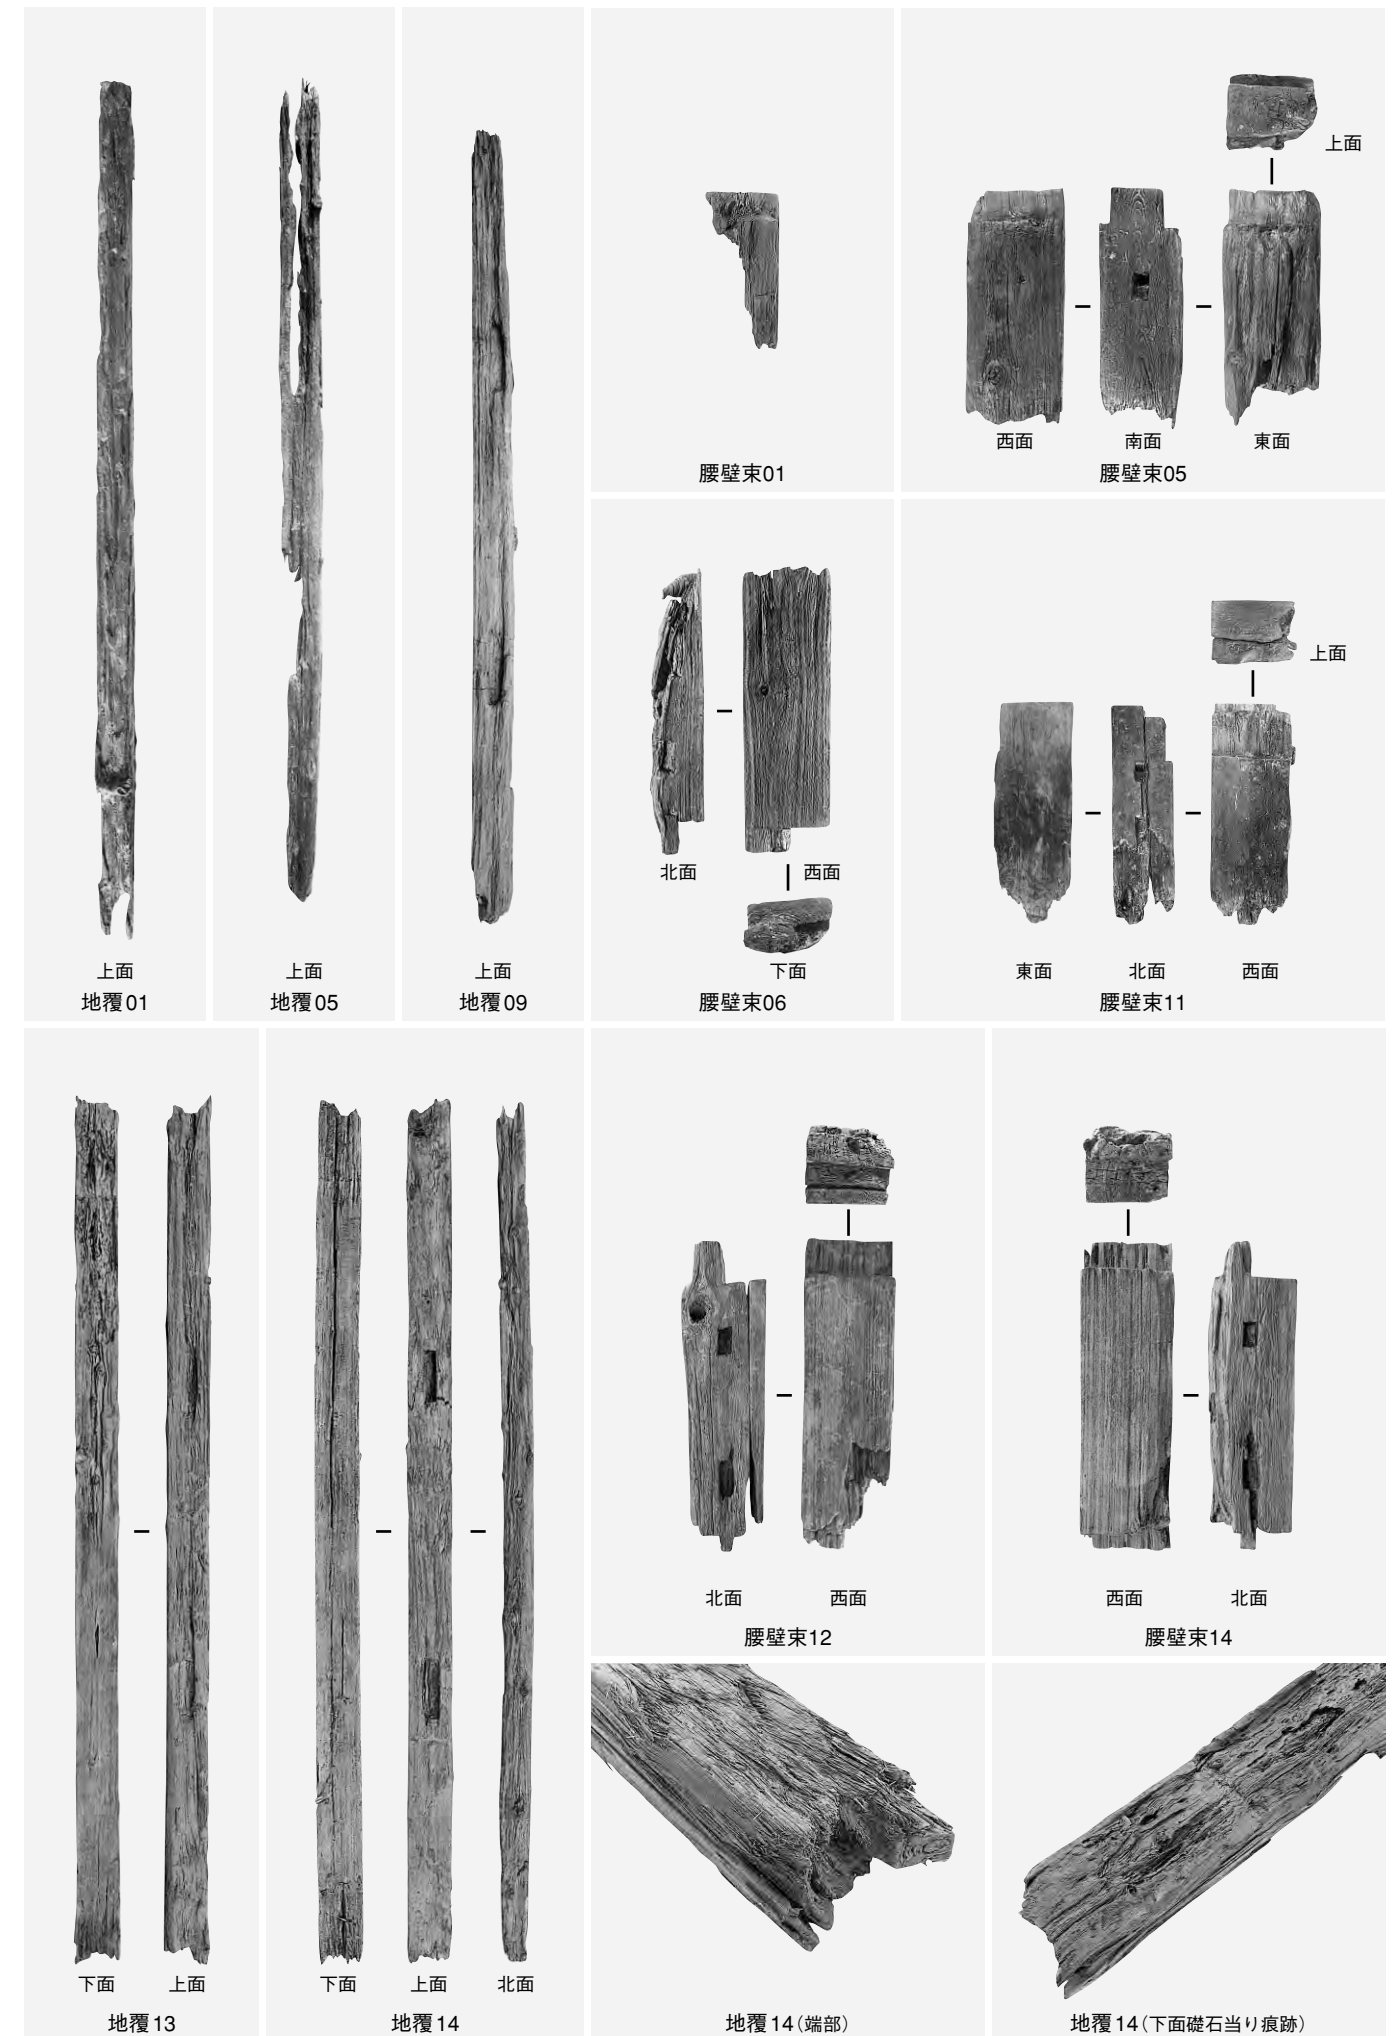 上面
地覆01
上面
地覆05
上面
地覆09
腰壁束01
上面
西面
南面
東面
腰壁束05
北面
西面
下面
腰壁束06
上面
東面
北面
西面
腰壁束11
下面
上面
地覆13
下面
上面
北面
地覆14
北面
西面
腰壁束12
西面
北面
腰壁束14
地覆14（端部）
地覆14（下面礎石当り痕跡）